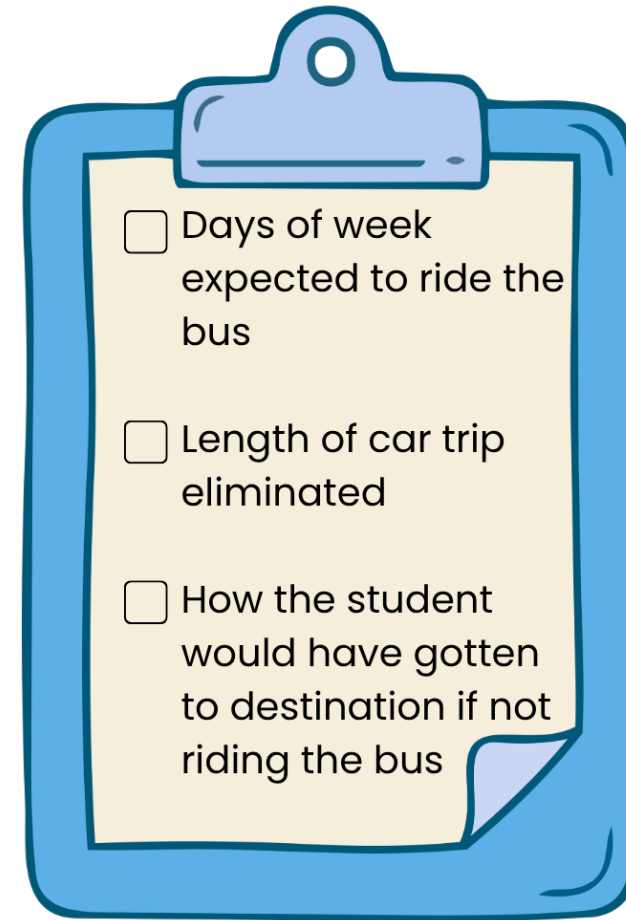 Days of week
expected to ride the
bus
Length of car trip
eliminated
How the student
would have gotten
to destination if not
riding the bus